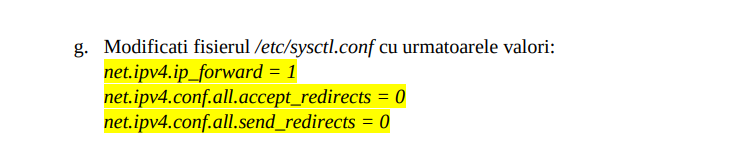 g. Modificati fisierul /etc/sysctl.conf cu urmatoarele valori:
net.ipv4.ip_forward = 1
net.ipv4.conf.all.accept_redirects = 0
net.ipv4.conf.all.send_redirects = 0